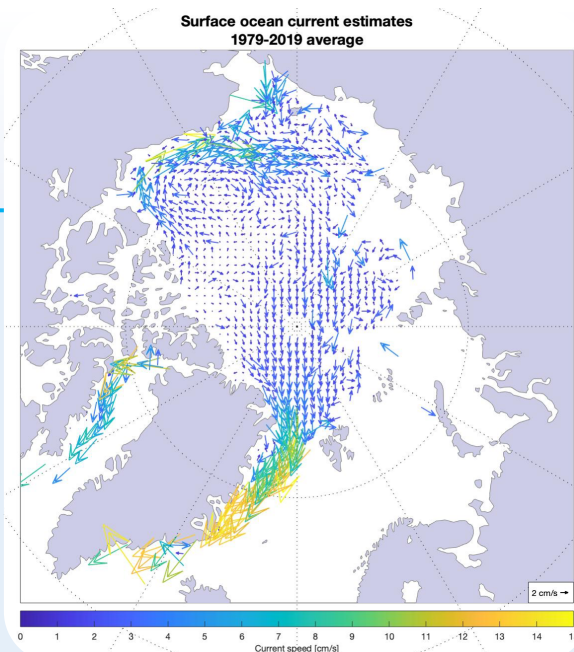 Surface ocean current estimates
1979-2019 average
2 cm/s
0 1 2 3 4 5 6 7 8 9 10 11 12 13 14 1
Current speed [cm/s]